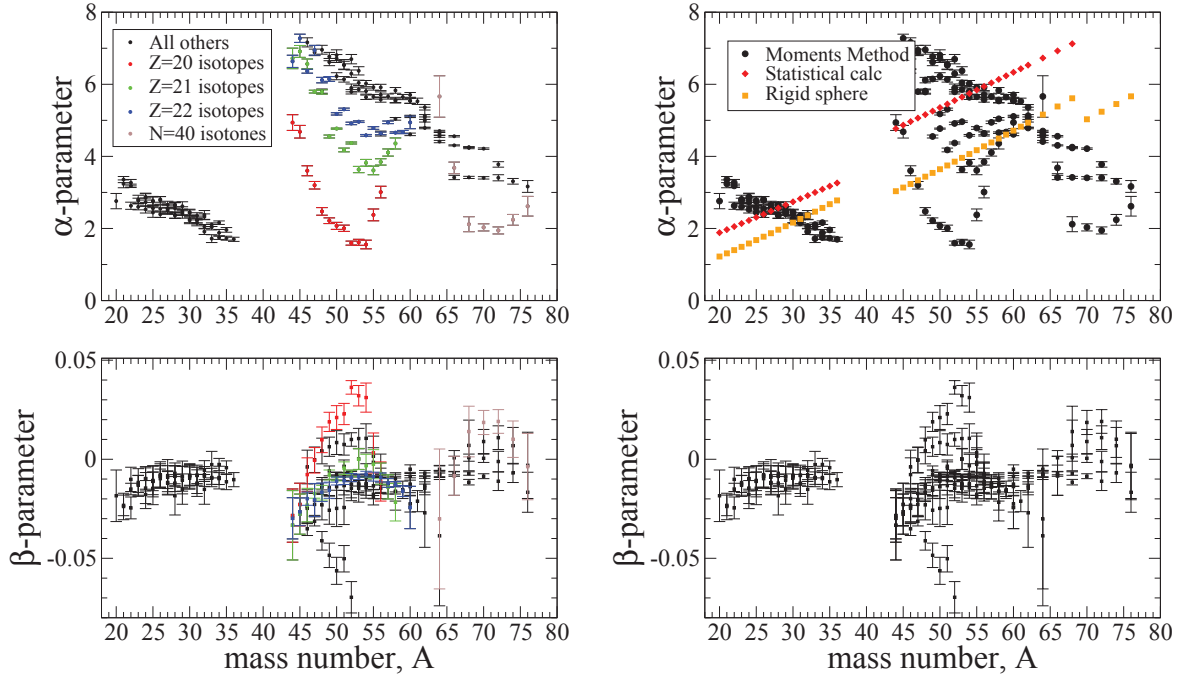 8
6
4
2
0
α-parameter
All others
Z=20 isotopes
Z=21 isotopes
Z=22 isotopes
N=40 isotones
20 25 30 35 40 45 50 55 60 65 70 75 80
8
6
4
2
0
α-parameter
Moments Method
Statistical calc
Rigid sphere
20 25 30 35 40 45 50 55 60 65 70 75 80
0.05
0
-0.05
β-parameter
20 25 30 35 40 45 50 55 60 65 70 75 80
mass number, A
0.05
0
-0.05
β-parameter
20 25 30 35 40 45 50 55 60 65 70 75 80
mass number, A